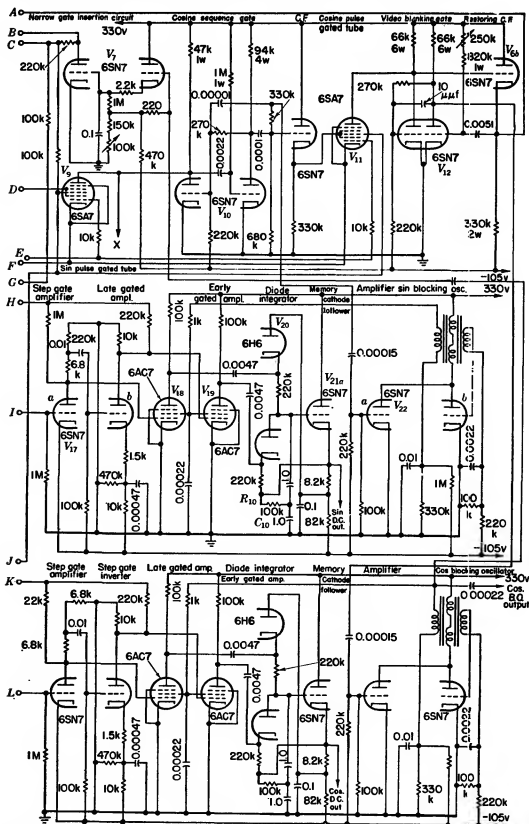 A
Narrow gate insertion circuit
Cosine sequence gate
C.F.
Cosine pulse gated tube
Video blanking gate
Restoring C.F.
B
330v
C
220k
V7
6SN7
2.2k
1M
150k
100k
0.1
220
470 k
47k 1w
1M 1w
94k 4w
0.00001
330k
270 k
0.0022
0.0001
6SN7
V10
220k
680 k
6SN7
330k
6SA7
V11
10k
66k 6w
66k 6w
250k
820k 1w
V6b
6SN7
270k
10 μμf
0.0051
6SN7
V12
220k
330k 2w
100k
100k
D
V9
6SA7
10k
X
E
F
Sin pulse gated tube
G
-105v
330v
H
Step gate amplifier
Late gated ampl.
Early gated ampl.
Diode integrator
Memory cathode follower
Amplifier sin blocking osc.
1M
0.01
220k
6.8 k
10k
220k
6AC7
100k
1k
100k
V18
V19
V20
6H6
0.0047
220k
0.0047
V21a
6SN7
0.00015
I
a
6SN7
V17
b
1.5k
1M
470k
100k
10k
0.00047
0.00022
6AC7
220k
R10
100k
C10 1.0
1.0
0.1
8.2k
82k
Sin D.C. out
220k
a
6SN7
V22
b
0.01
1M
100k
330k
0.0022
100 k
220 k
J
-105v
K
Step gate amplifier
Step gate inverter
Late gated amp.
Early gated amp.
Diode integrator
Memory
Cathode follower
Amplifier
Cos blocking oscillator
330v
0.00022
Cos. B.O. output
22k
6.8k
0.01
6.8k
10k
220k
6AC7
100k
1k
100k
6H6
0.0047
220k
0.0047
0.00015
L
6SN7
1.5k
1M
470k
100k
10k
0.00047
0.00022
6AC7
220k
100k
1.0
1.0
0.1
6SN7
8.2k
82k
Cos. D.C. out
220k
6SN7
0.01
100k
330 k
0.0022
100 k
220k
-105v